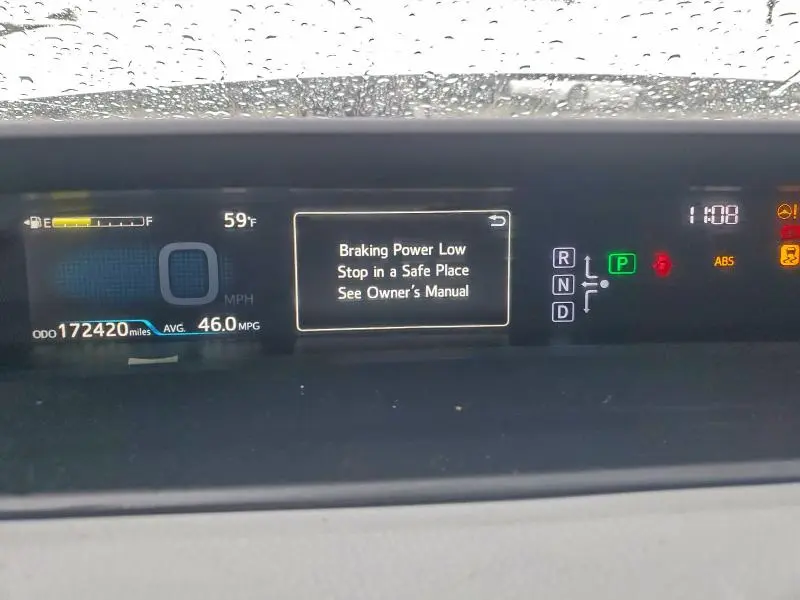 E F 59°F
0
MPH
ODO 172420 miles AVG. 46.0 MPG
Braking Power Low
Stop in a Safe Place
See Owner's Manual
R
N
D
P
ABS
11:08
!